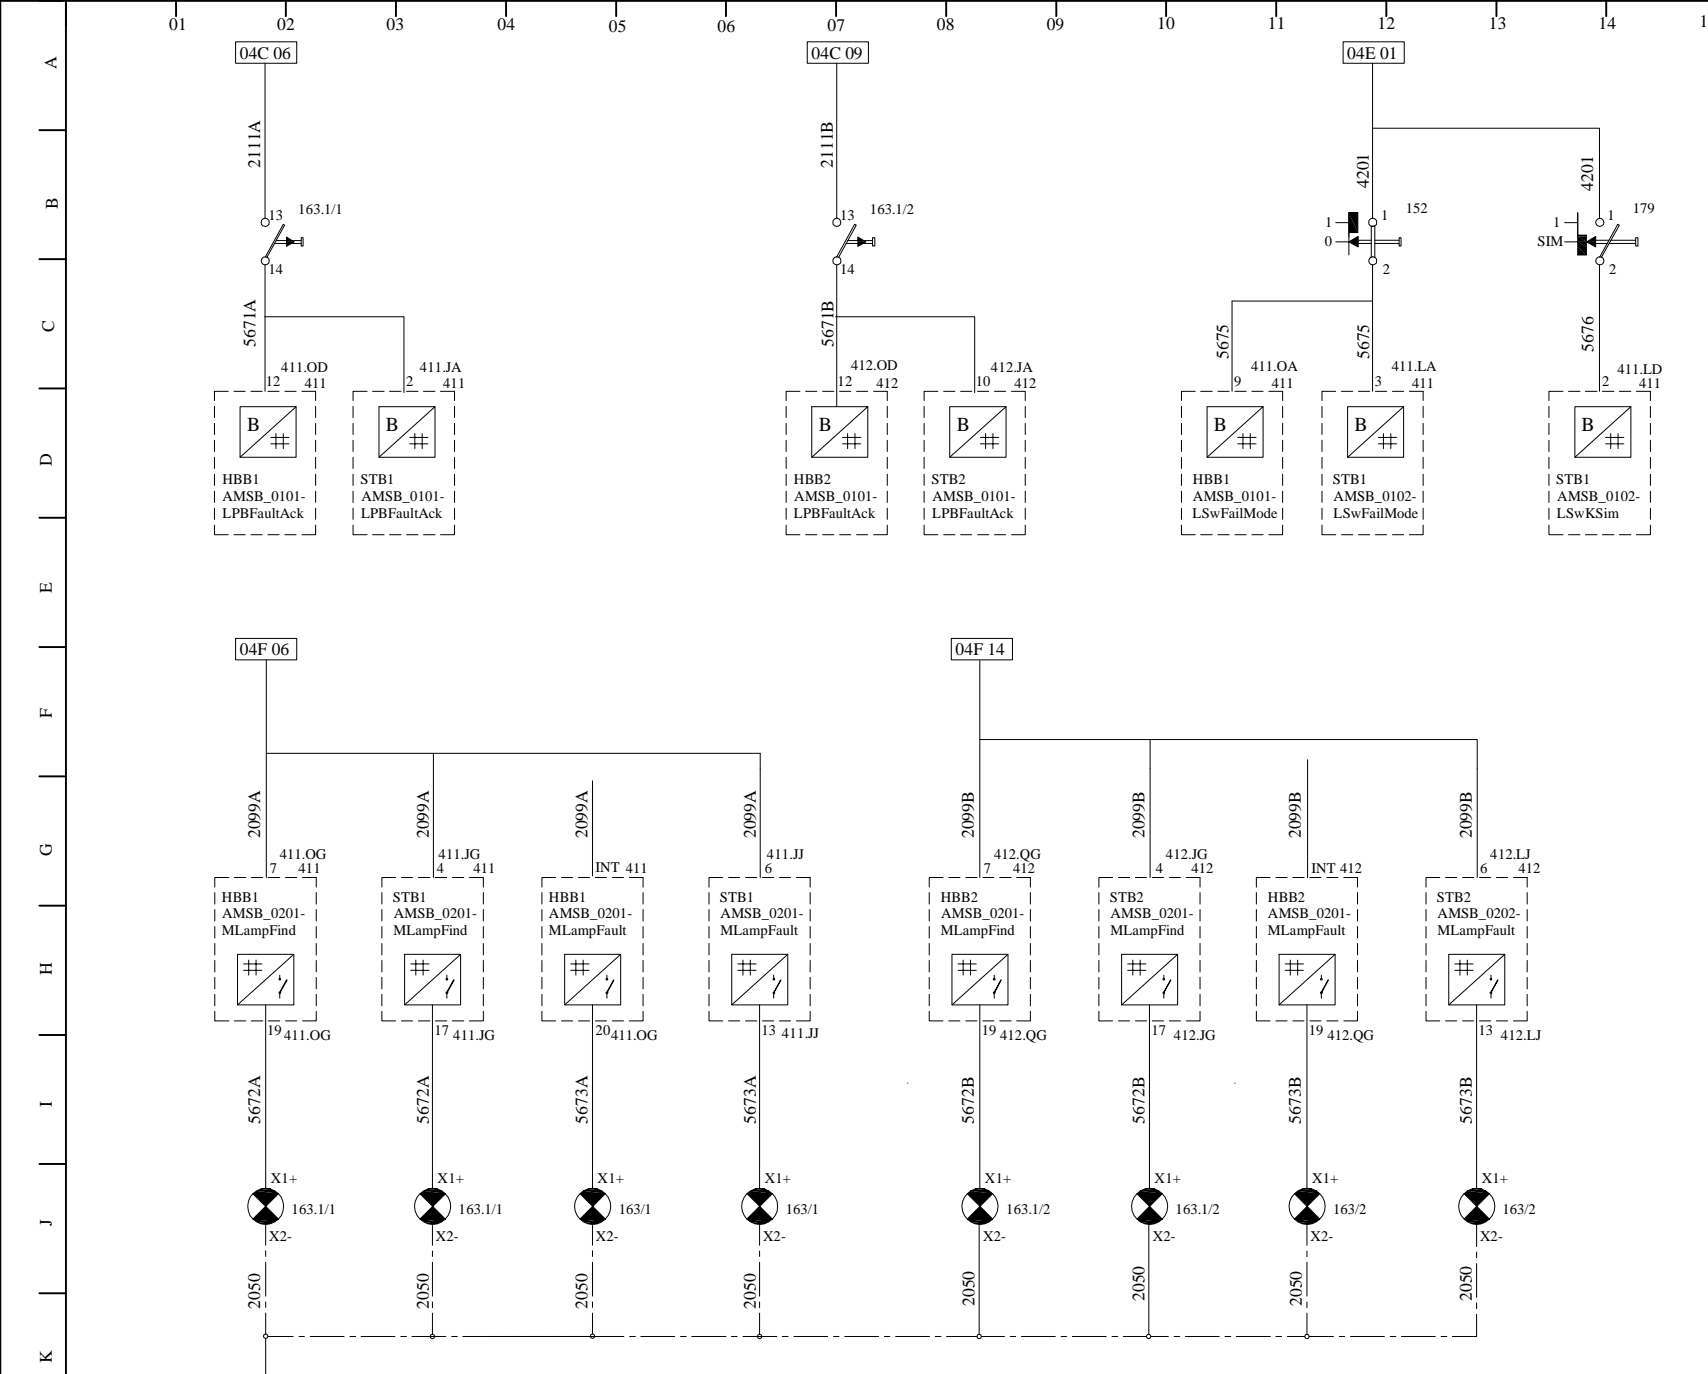 01 02 03 04 05 06 07 08 09 10 11 12 13 14 1
A
04C 06 04C 09 04E 01
2111A 2111B
B
4201 4201
13 163.1/1
14
13 163.1/2
14
1 1 152
0
2
1 1 179
SIM
2
C
5671A 5671B 5675 5675 5676
411.OD
12 411
411.JA
2 411
412.OD
12 412
412.JA
10 412
411.OA
9 411
411.LA
3 411
411.LD
2 411
D
B B B B B B B
HBB1
AMSB_0101-
LPBFaultAck
STB1
AMSB_0101-
LPBFaultAck
HBB2
AMSB_0101-
LPBFaultAck
STB2
AMSB_0101-
LPBFaultAck
HBB1
AMSB_0101-
LSwFailMode
STB1
AMSB_0102-
LSwFailMode
STB1
AMSB_0102-
LSwKSim
E
04F 06 04F 14
F
G
2099A 2099A 2099A 2099A 2099B 2099B 2099B 2099B
411.OG
7 411
411.JG
4 411
INT 411
411.JJ
6
412.QG
7 412
412.JG
4 412
INT 412
412.LJ
6 412
HBB1
AMSB_0201-
MLampFind
STB1
AMSB_0201-
MLampFind
HBB1
AMSB_0201-
MLampFault
STB1
AMSB_0201-
MLampFault
HBB2
AMSB_0201-
MLampFind
STB2
AMSB_0201-
MLampFind
HBB2
AMSB_0201-
MLampFault
STB2
AMSB_0202-
MLampFault
H
19 411.OG 17 411.JG 20 411.OG 13 411.JJ 19 412.QG 17 412.JG 19 412.QG 13 412.LJ
I
5672A 5672A 5673A 5673A 5672B 5672B 5673B 5673B
X1+ X1+ X1+ X1+ X1+ X1+ X1+ X1+
J
163.1/1 163.1/1 163/1 163/1 163.1/2 163.1/2 163/2 163/2
X2- X2- X2- X2- X2- X2- X2- X2-
2050 2050 2050 2050 2050 2050 2050 2050
K